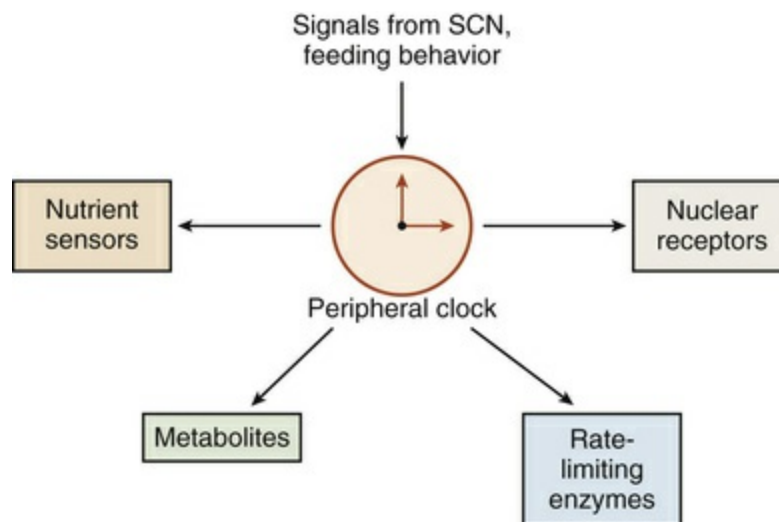 Signals from SCN,
feeding behavior
Nutrient
sensors
Nuclear
receptors
Peripheral clock
Metabolites
Rate-
limiting
enzymes